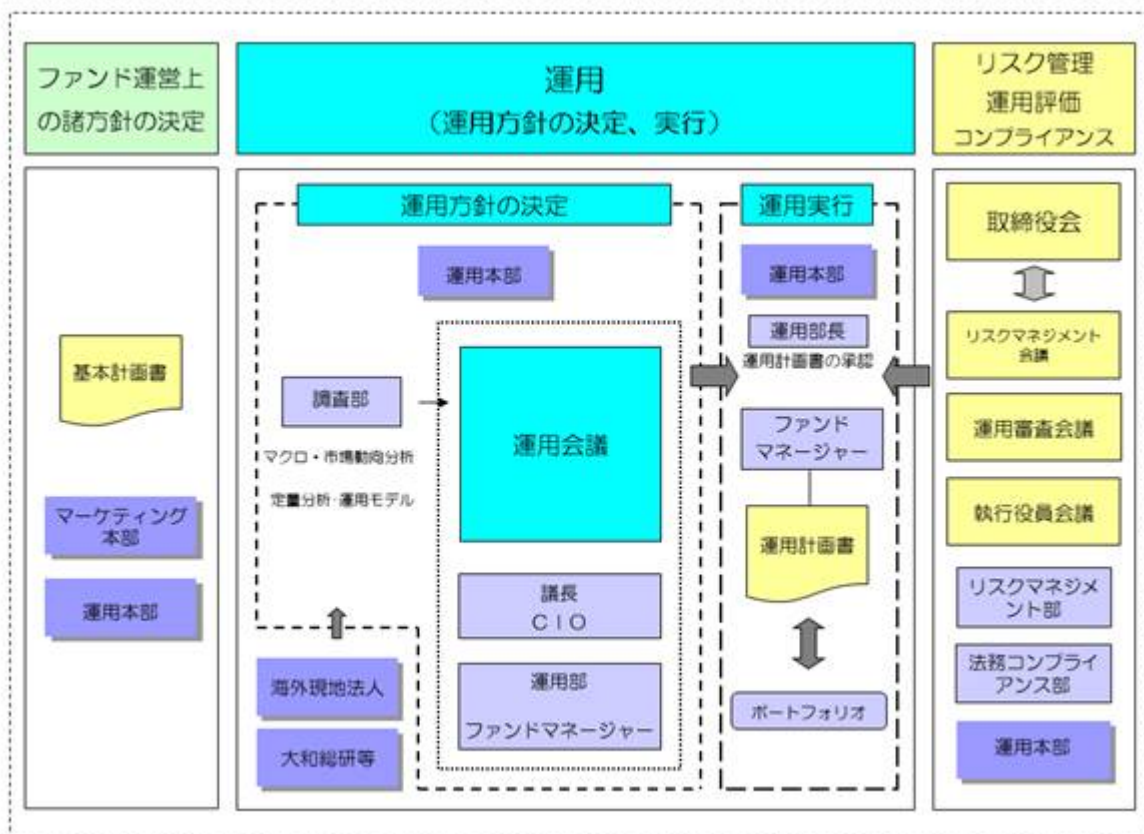 ファンド運営上
の諸方針の決定
運用
(運用方針の決定、実行)
リスク管理
運用評価
コンプライアンス
基本計画書
マーケティング
本部
運用本部
運用方針の決定
運用本部
調査部
マクロ・市場動向分析
定量分析・運用モデル
運用会議
議長
CIO
運用部
ファンドマネージャー
海外現地法人
大和総研等
運用実行
運用本部
運用部長
運用計画書の承認
ファンド
マネージャー
運用計画書
ポートフォリオ
取締役会
リスクマネジメント
会議
運用審査会議
執行役員会議
リスクマネジメ
ント部
法務コンプライ
アンス部
運用本部